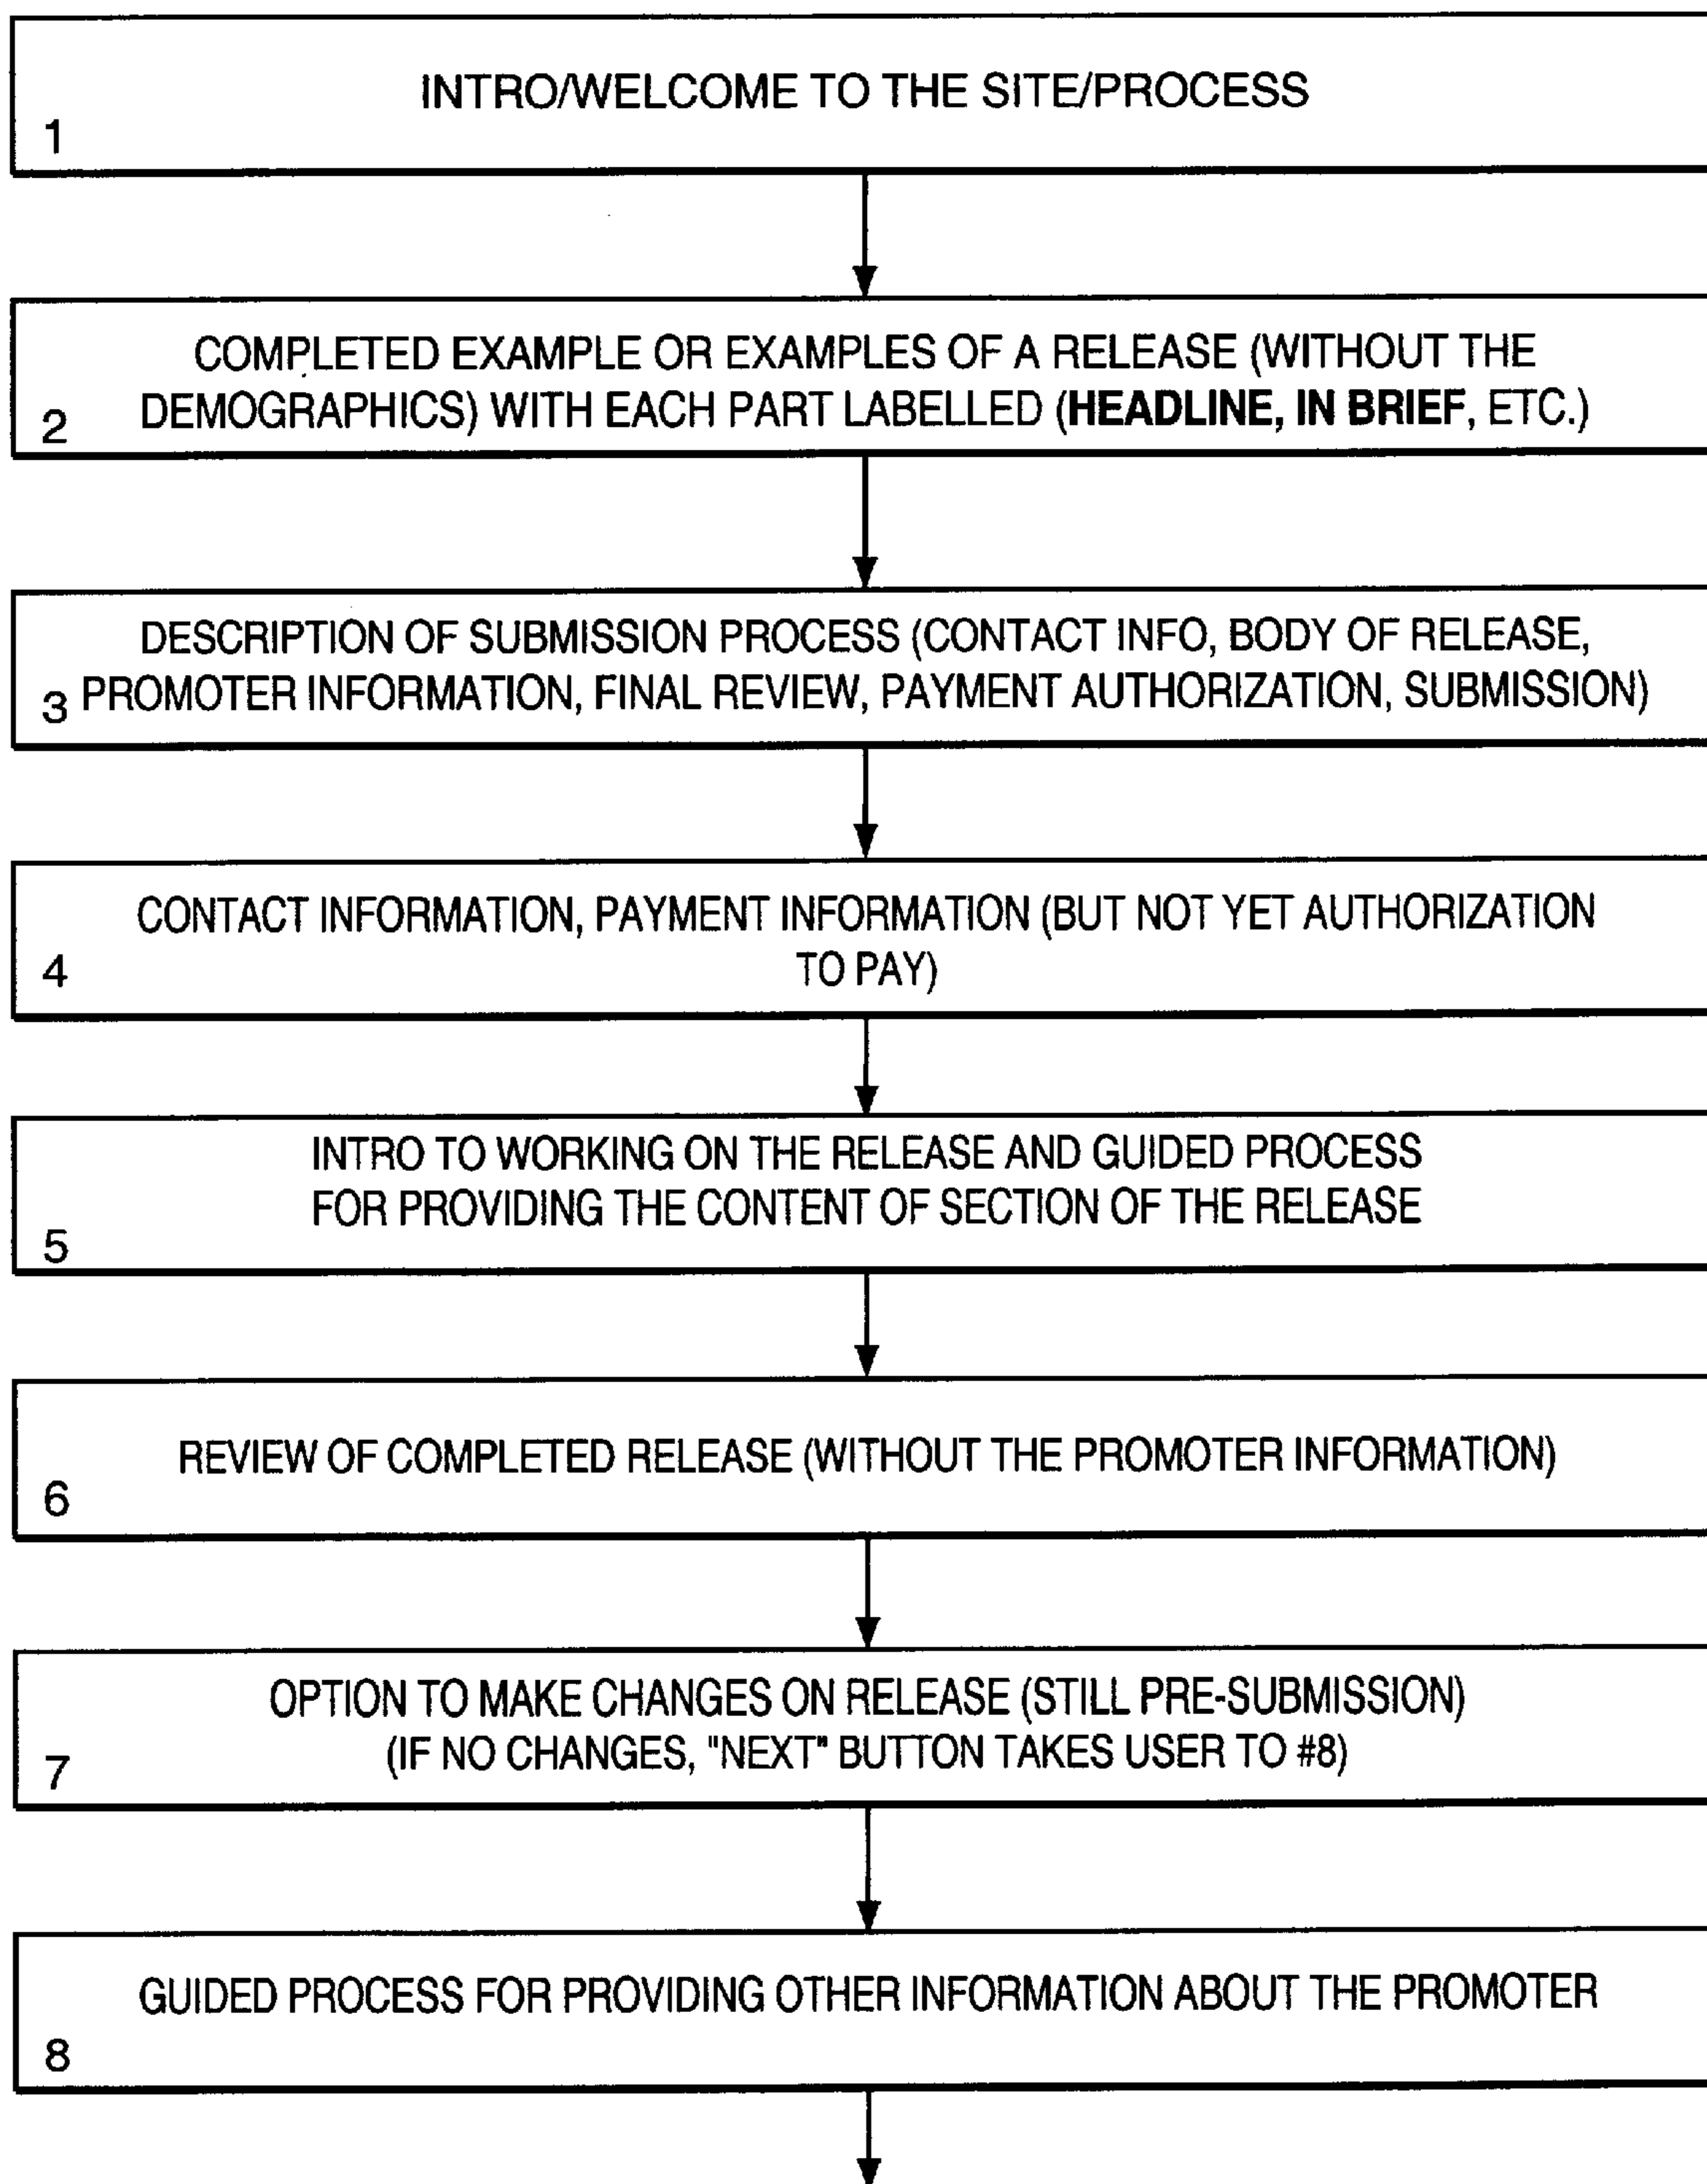 INTRO/WELCOME TO THE SITE/PROCESS
1
COMPLETED EXAMPLE OR EXAMPLES OF A RELEASE (WITHOUT THE
DEMOGRAPHICS) WITH EACH PART LABELLED (HEADLINE, IN BRIEF, ETC.)
2
DESCRIPTION OF SUBMISSION PROCESS (CONTACT INFO, BODY OF RELEASE,
PROMOTER INFORMATION, FINAL REVIEW, PAYMENT AUTHORIZATION, SUBMISSION)
3
CONTACT INFORMATION, PAYMENT INFORMATION (BUT NOT YET AUTHORIZATION
TO PAY)
4
INTRO TO WORKING ON THE RELEASE AND GUIDED PROCESS
FOR PROVIDING THE CONTENT OF SECTION OF THE RELEASE
5
REVIEW OF COMPLETED RELEASE (WITHOUT THE PROMOTER INFORMATION)
6
OPTION TO MAKE CHANGES ON RELEASE (STILL PRE-SUBMISSION)
(IF NO CHANGES, "NEXT" BUTTON TAKES USER TO #8)
7
GUIDED PROCESS FOR PROVIDING OTHER INFORMATION ABOUT THE PROMOTER
8